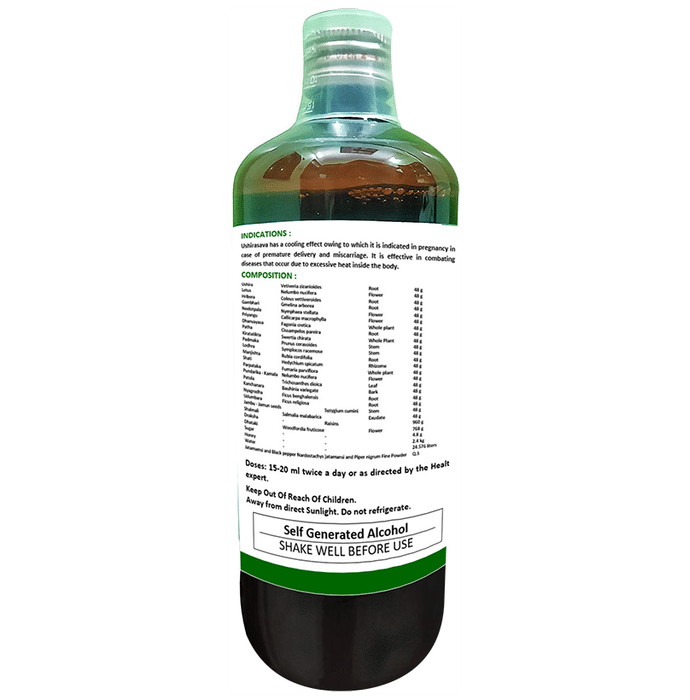 INDICATIONS :
Ushirasava has a cooling effect owing to which it is indicated in pregnancy in
case of premature delivery and miscarriage. It is effective in combating
diseases that occur due to excessive heat inside the body.
COMPOSITION :
Ushira Vetiveria zizanioides Root 48 g
Lotus Nelumbo nucifera Flower 48 g
Hribera Coleus vettiveroides Root 48 g
Gambhari Gmelina arborea Root 48 g
Neelotpala Nymphaea stellata Flower 48 g
Priyangu Callicarpa macrophylla Flower 48 g
Dhanvayasa Fagonia cretica Whole plant 48 g
Patha Cissampelos pareira Root 48 g
Kiratatikta Swertia chirata Whole plant 48 g
Padmaka Prunus cerasoides Stem 48 g
Lodhra Symplocos racemose Stem 48 g
Manjishta Rubia cordifolia Root 48 g
Shati Hedychium spicatum Rhizome 48 g
Parpataka Fumaria parviflora Whole plant 48 g
Pundarika - Kamala Nelumbo nucifera Flower 48 g
Patola Trichosanthes dioica Leaf 48 g
Kanchanara Bauhinia variegate Bark 48 g
Nyagrodha Ficus benghalensis Root 48 g
Udumbara Ficus religiosa Root 48 g
Jambu - Jamun seeds Syzygium cumini Stem 48 g
Shalmali Salmalia malabarica Exudate 48 g
Draksha - Raisins 960 g
Dhataki Woodfordia fruticose Flower 768 g
Sugar - - 4.8 g
Honey - - 2.4 kg
Water - - 24.576 liters
Jatamansi and Black pepper Nardostachys jatamansi and Piper nigrum Fine Powder Q.S
Doses: 15-20 ml twice a day or as directed by the Healt
expert.
Keep Out Of Reach Of Children.
Away from direct Sunlight. Do not refrigerate.
Self Generated Alcohol
SHAKE WELL BEFORE USE